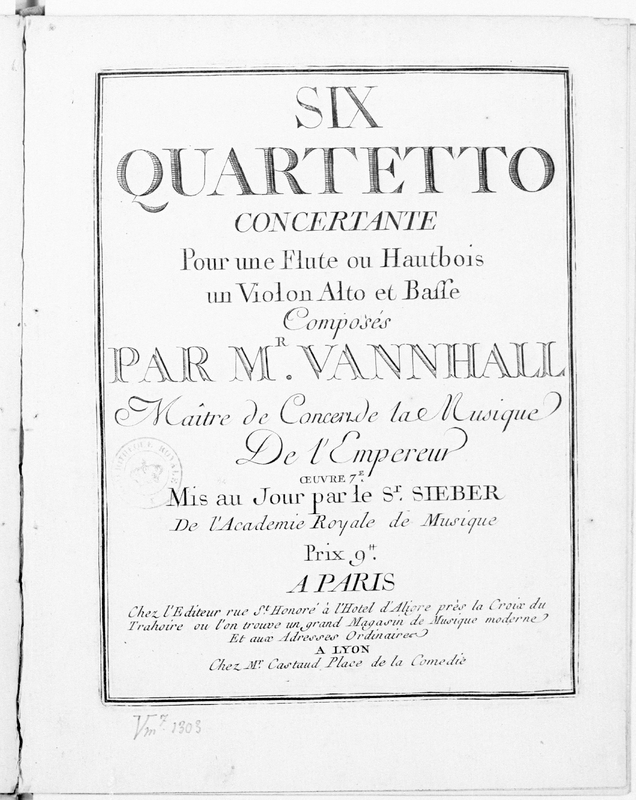 SIX
QUARTETTO
CONCERTANTE
Pour une Flute ou Hautbois
un Violon Alto et Baſſe
Composés
PAR M.R VANNHALL
Maître de Concert de la Musique
De l'Empereur
ŒUVRE 7.e
Mis au Jour par le Sr. SIEBER
De l'Academie Royale de Musique
Prix 9tt
A PARIS
Chez l'Editeur rue St. Honoré à l'Hotel d'Aligre près la Croix du
Trahoire ou l'on trouve un grand Magasin de Musique moderne
Et aux Adresses Ordinaires
A LYON
Chez Mr. Castaud Place de la Comedie
Vm7. 1303